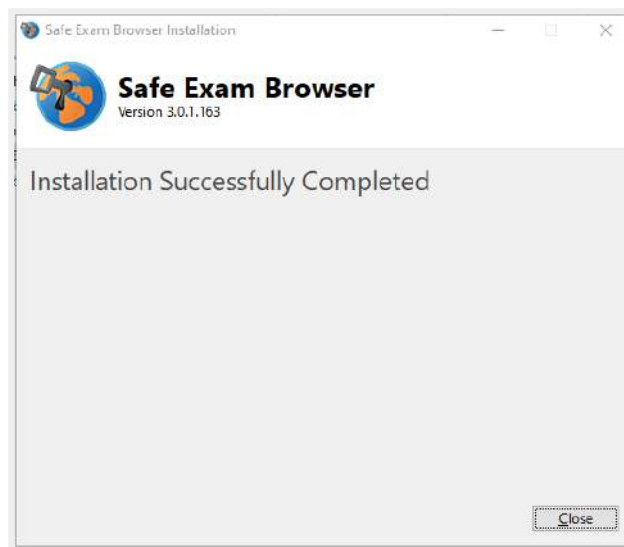 Safe Exam Browser Installation
Safe Exam Browser
Version 3.0.1.163
Installation Successfully Completed
Close